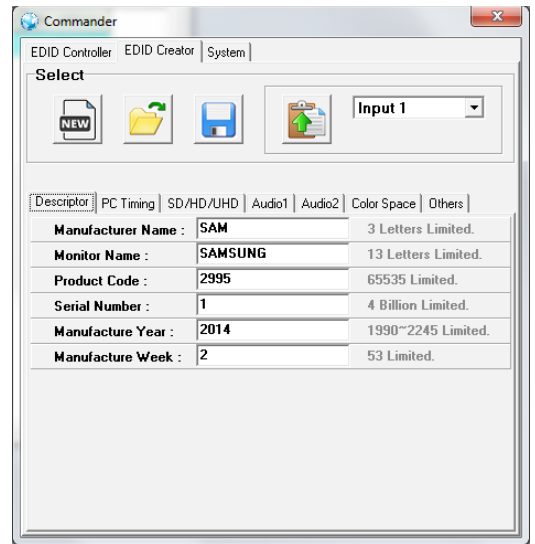 Commander
EDID Controller EDID Creator System
Select
NEW
Input 1
Descriptor PC Timing SD/HD/UHD Audio1 Audio2 Color Space Others
Manufacturer Name : SAM 3 Letters Limited.
Monitor Name : SAMSUNG 13 Letters Limited.
Product Code : 2995 65535 Limited.
Serial Number : 1 4 Billion Limited.
Manufacture Year : 2014 1990~2245 Limited.
Manufacture Week : 2 53 Limited.